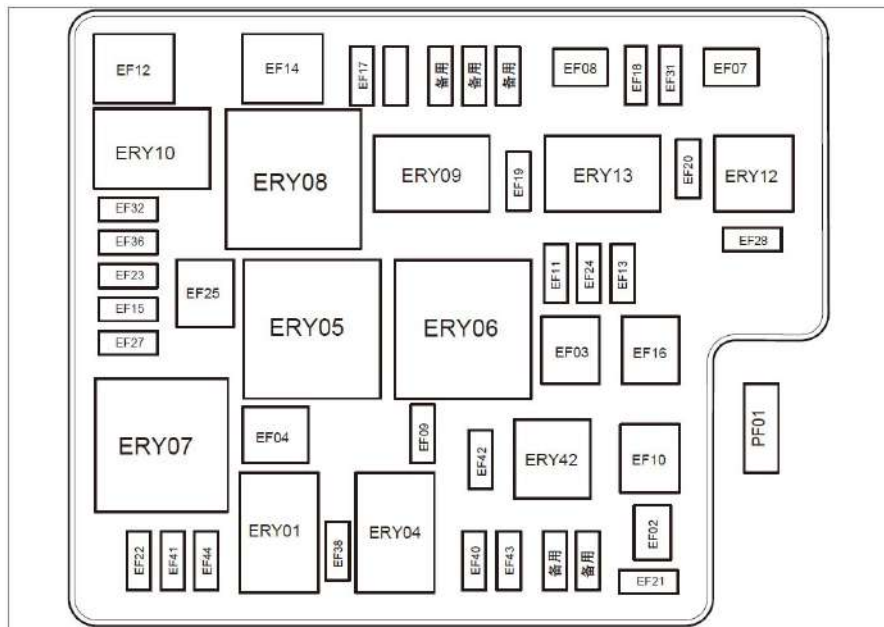 EF12
EF14
EF17
备用
备用
备用
EF08
EF18
EF31
EF07
ERY10
ERY08
ERY09
EF19
ERY13
EF20
ERY12
EF32
EF36
EF23
EF15
EF27
EF25
ERY05
ERY06
EF11
EF24
EF13
EF28
EF03
EF16
ERY07
EF04
EF09
EF42
ERY42
EF10
PF01
ERY01
EF38
ERY04
EF02
EF22
EF41
EF44
EF40
EF43
备用
备用
EF21